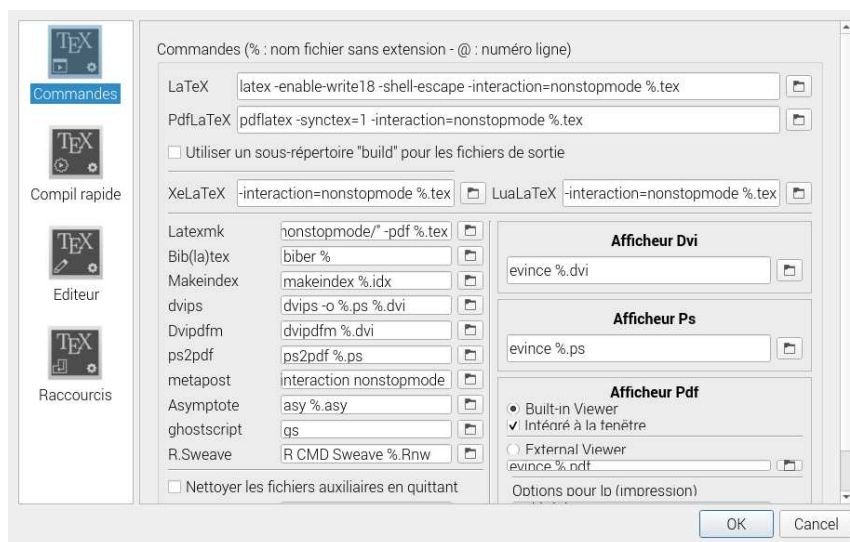 TEX
Commandes
TEX
Compil rapide
TEX
Editeur
TEX
Raccourcis
Commandes (% : nom fichier sans extension - @ : numéro ligne)
LaTeX latex -enable-write18 -shell-escape -interaction=nonstopmode %.tex
PdfLaTeX pdflatex -synctex=1 -interaction=nonstopmode %.tex
Utiliser un sous-répertoire "build" pour les fichiers de sortie
XeLaTeX -interaction=nonstopmode %.tex LuaLaTeX -interaction=nonstopmode %.tex
Latexmk nonstopmode/" -pdf %.tex
Bib(la)tex biber %
Makeindex makeindex %.idx
dvips dvips -o %.ps %.dvi
Dvipdfm dvipdfm %.dvi
ps2pdf ps2pdf %.ps
metapost interaction nonstopmode
Asymptote asy %.asy
ghostscript gs
R.Sweave R CMD Sweave %.Rnw
Nettoyer les fichiers auxiliaires en quittant
Afficheur Dvi
evince %.dvi
Afficheur Ps
evince %.ps
Afficheur Pdf
Built-in Viewer
Intégré à la fenêtre
External Viewer
evince %.pdf
Options pour lp (impression)
OK Cancel